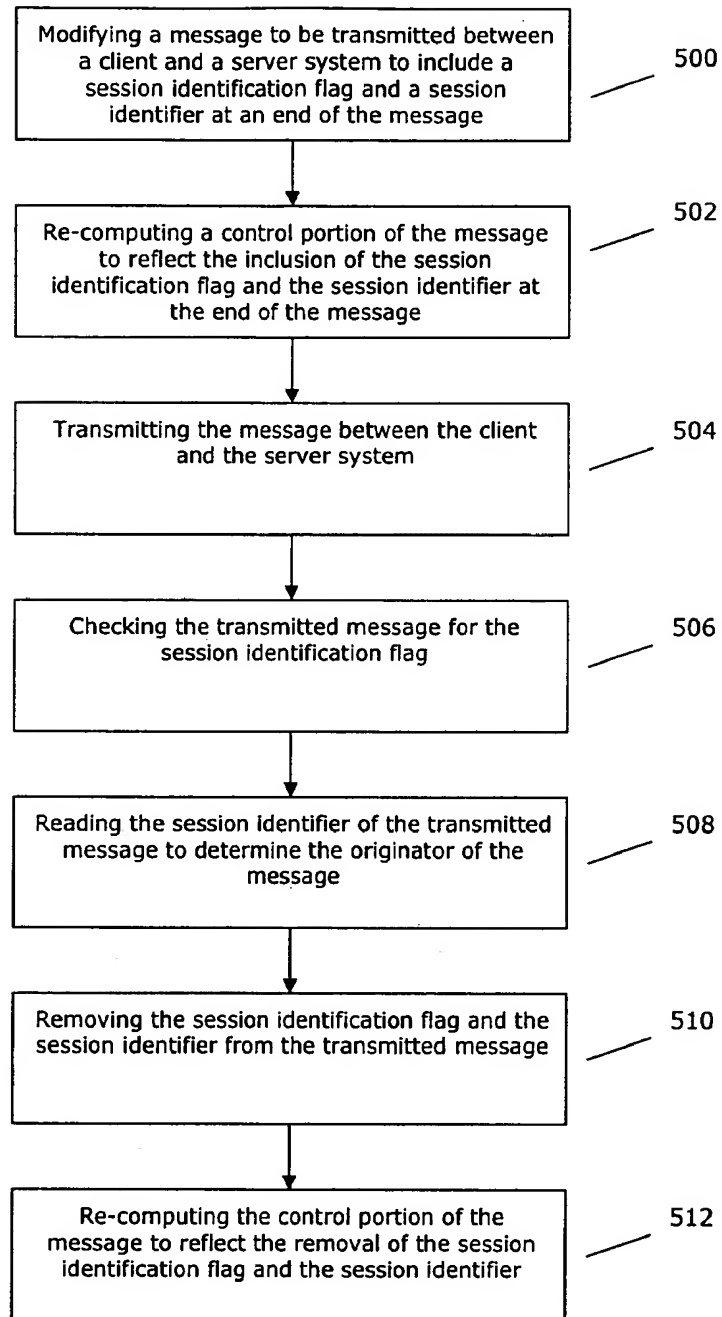 Modifying a message to be transmitted between
a client and a server system to include a
session identification flag and a session
identifier at an end of the message
500
Re-computing a control portion of the message
to reflect the inclusion of the session
identification flag and the session identifier at
the end of the message
502
Transmitting the message between the client
and the server system
504
Checking the transmitted message for the
session identification flag
506
Reading the session identifier of the transmitted
message to determine the originator of the
message
508
Removing the session identification flag and the
session identifier from the transmitted message
510
Re-computing the control portion of the
message to reflect the removal of the session
identification flag and the session identifier
512